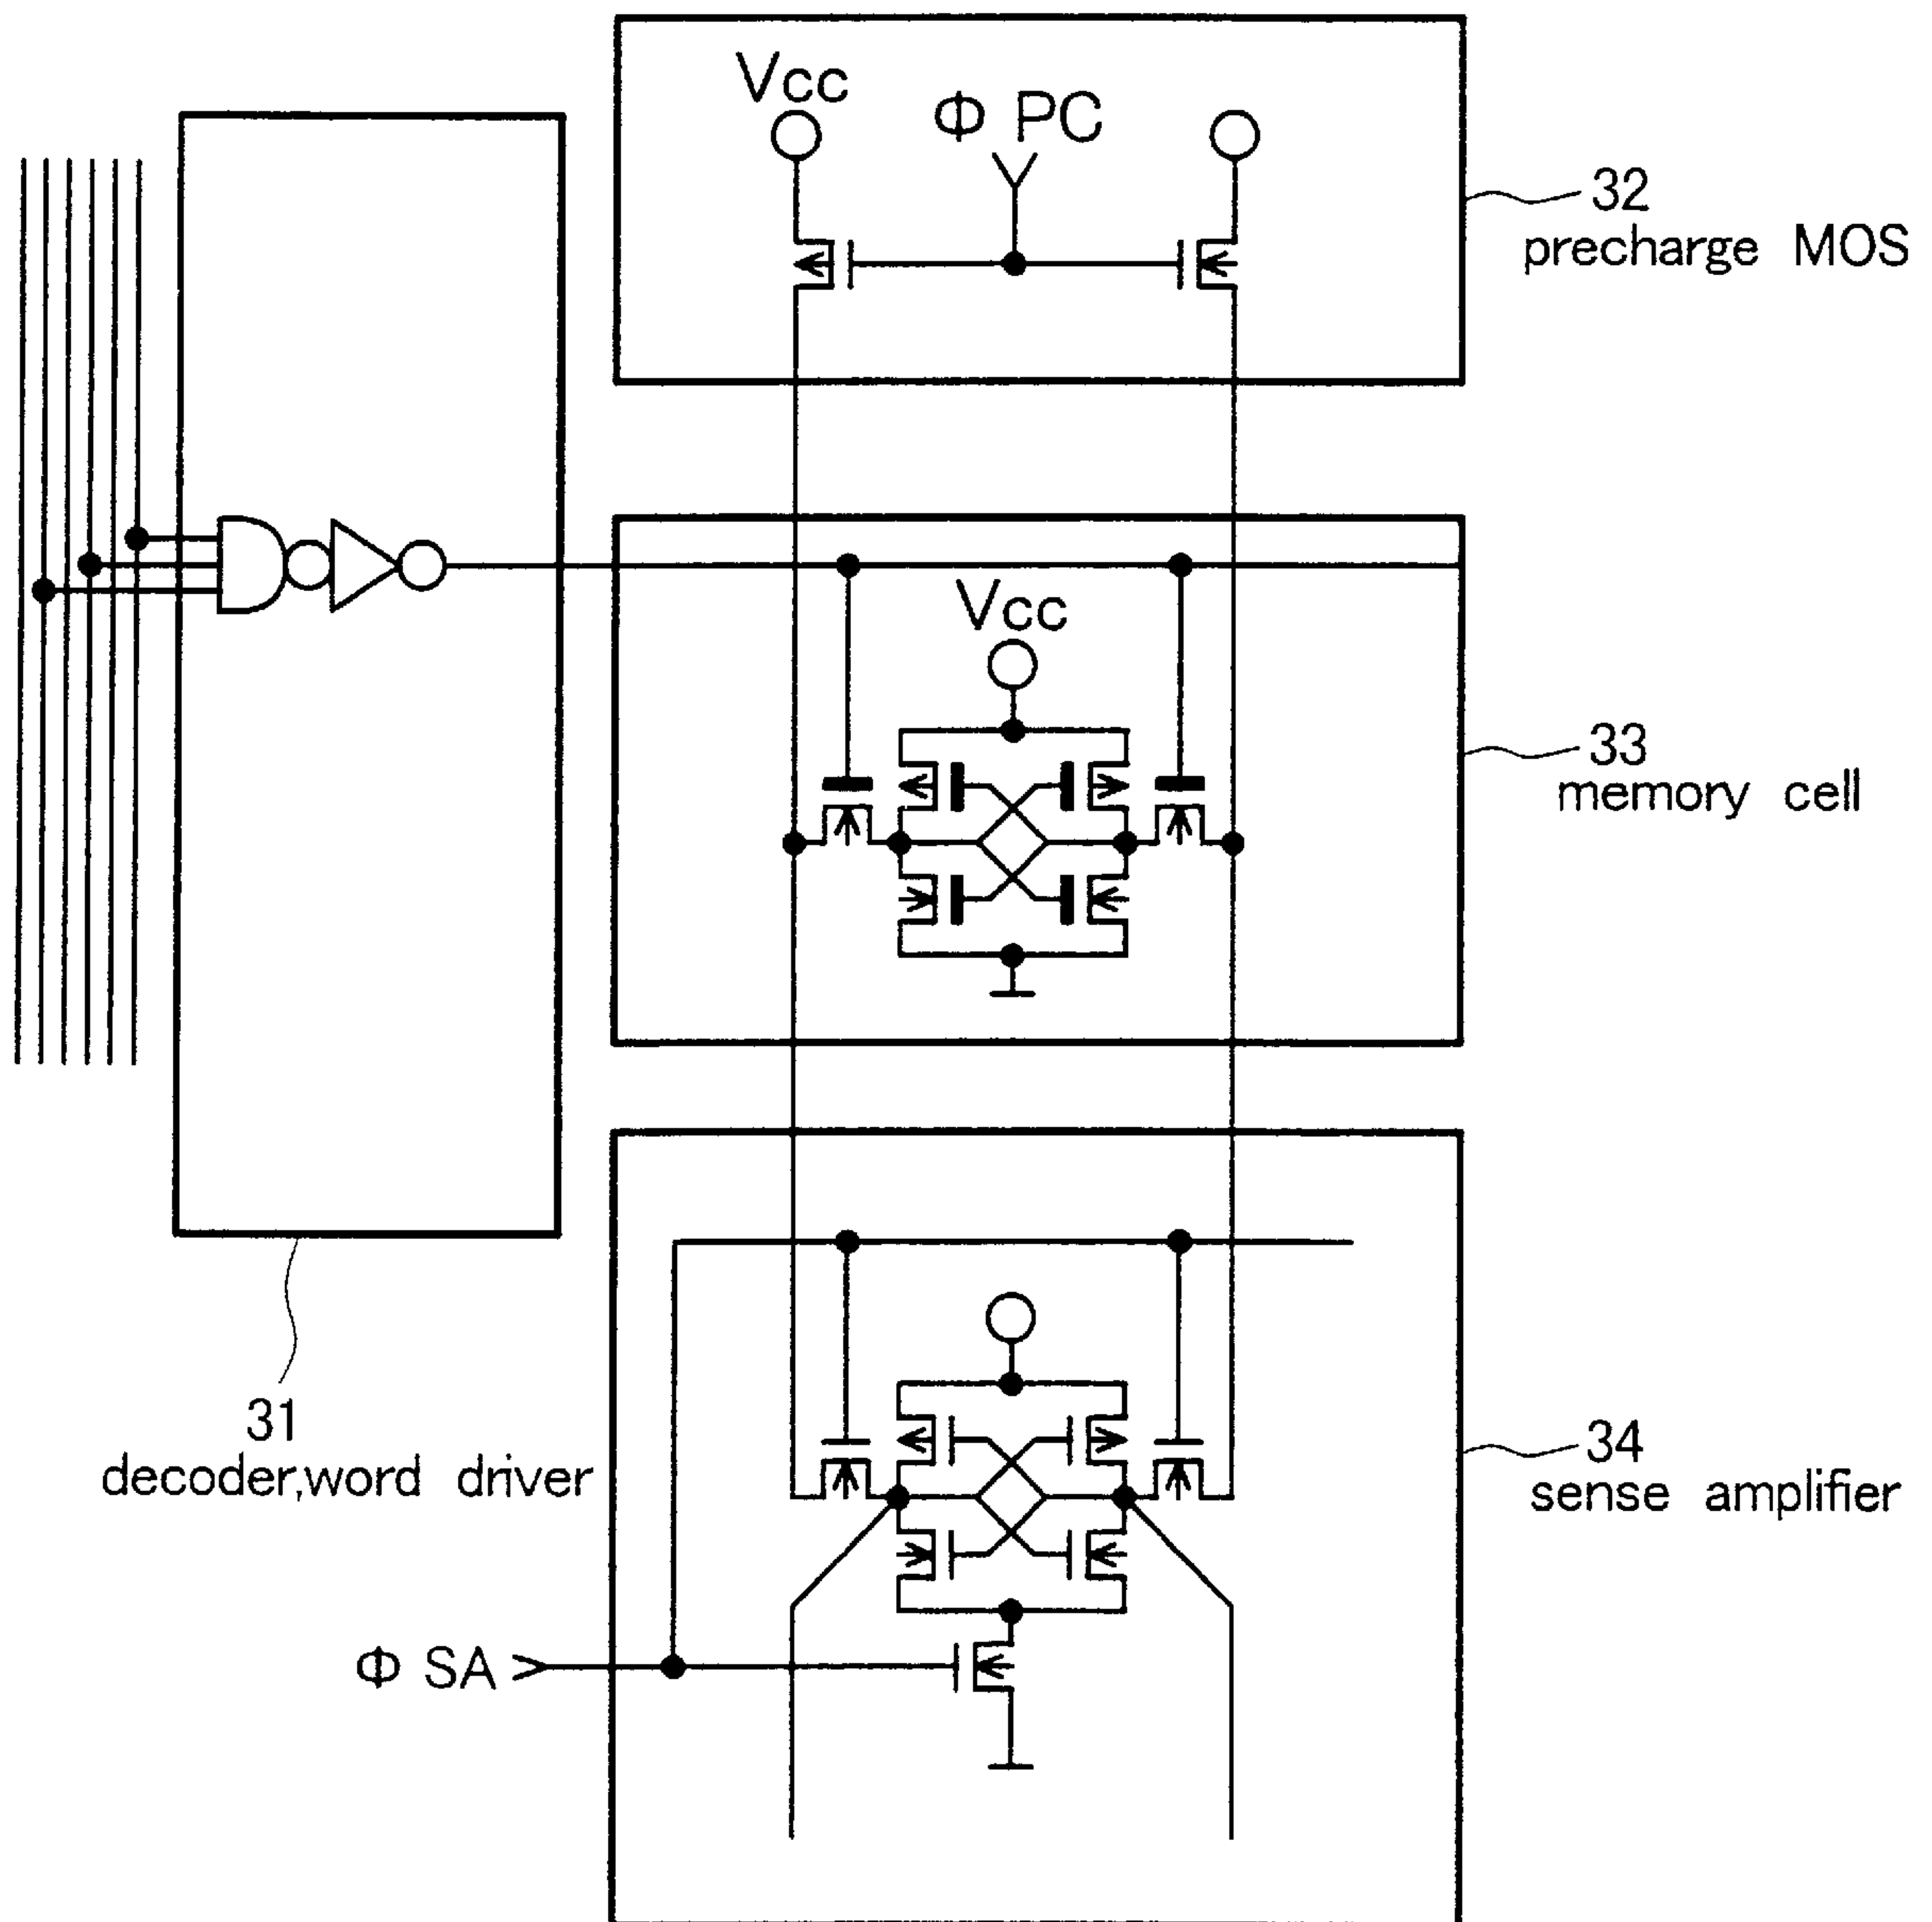 Vcc
Φ PC
32
precharge MOS
Vcc
33
memory cell
31
decoder,word driver
34
sense amplifier
Φ SA